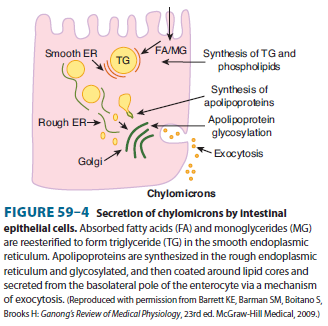 Smooth ER
TG
FA/MG
Synthesis of TG and
phospholipids
Synthesis of
apolipoproteins
Rough ER
Apolipoprotein
glycosylation
Golgi
Exocytosis
Chylomicrons
FIGURE 59–4 Secretion of chylomicrons by intestinal
epithelial cells. Absorbed fatty acids (FA) and monoglycerides (MG)
are reesterified to form triglyceride (TG) in the smooth endoplasmic
reticulum. Apolipoproteins are synthesized in the rough endoplasmic
reticulum and glycosylated, and then coated around lipid cores and
secreted from the basolateral pole of the enterocyte via a mechanism
of exocytosis. (Reproduced with permission from Barrett KE, Barman SM, Boitano S,
Brooks H: Ganong's Review of Medical Physiology, 23rd ed. McGraw-Hill Medical, 2009.)